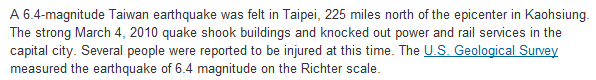 A 6.4-magnitude Taiwan earthquake was felt in Taipei, 225 miles north of the epicenter in Kaohsiung.
The strong March 4, 2010 quake shook buildings and knocked out power and rail services in the
capital city. Several people were reported to be injured at this time. The U.S. Geological Survey
measured the earthquake of 6.4 magnitude on the Richter scale.